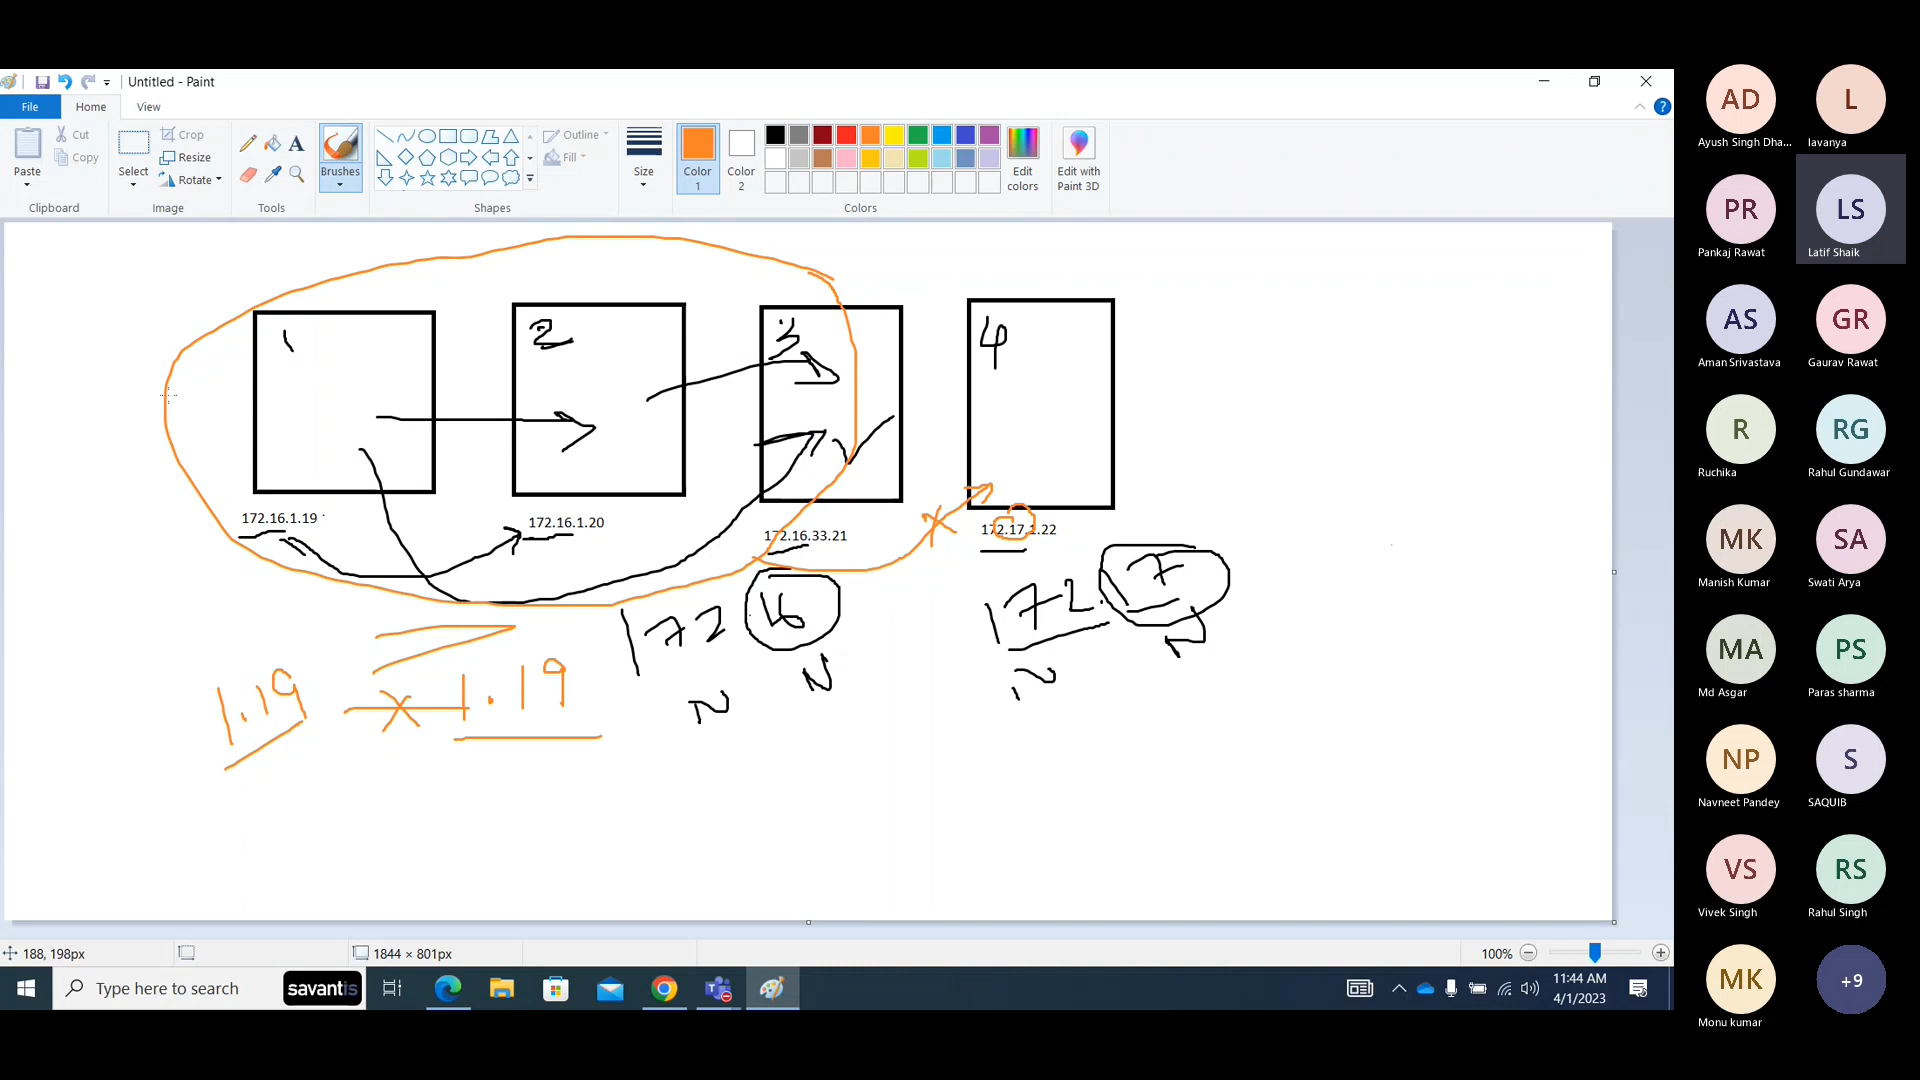 Untitled - Paint
File Home View
Paste Cut Copy Clipboard
Select Crop Resize Rotate Image
Tools
Brushes
Outline Fill Shapes
Size
Color 1 Color 2 Edit colors Edit with Paint 3D Colors
1 2 3 4
172.16.1.19 172.16.1.20 172.16.33.21 172.17.1.22
172 16 172.
N N N
1.19 1.19
188, 198px
1844 × 801px
100%
Type here to search
savantis
11:44 AM
4/1/2023
AD L
Ayush Singh Dha... lavanya
PR LS
Pankaj Rawat Latif Shaik
AS GR
Aman Srivastava Gaurav Rawat
R RG
Ruchika Rahul Gundawar
MK SA
Manish Kumar Swati Arya
MA PS
Md Asgar Paras sharma
NP S
Navneet Pandey SAQUIB
VS RS
Vivek Singh Rahul Singh
MK +9
Monu kumar